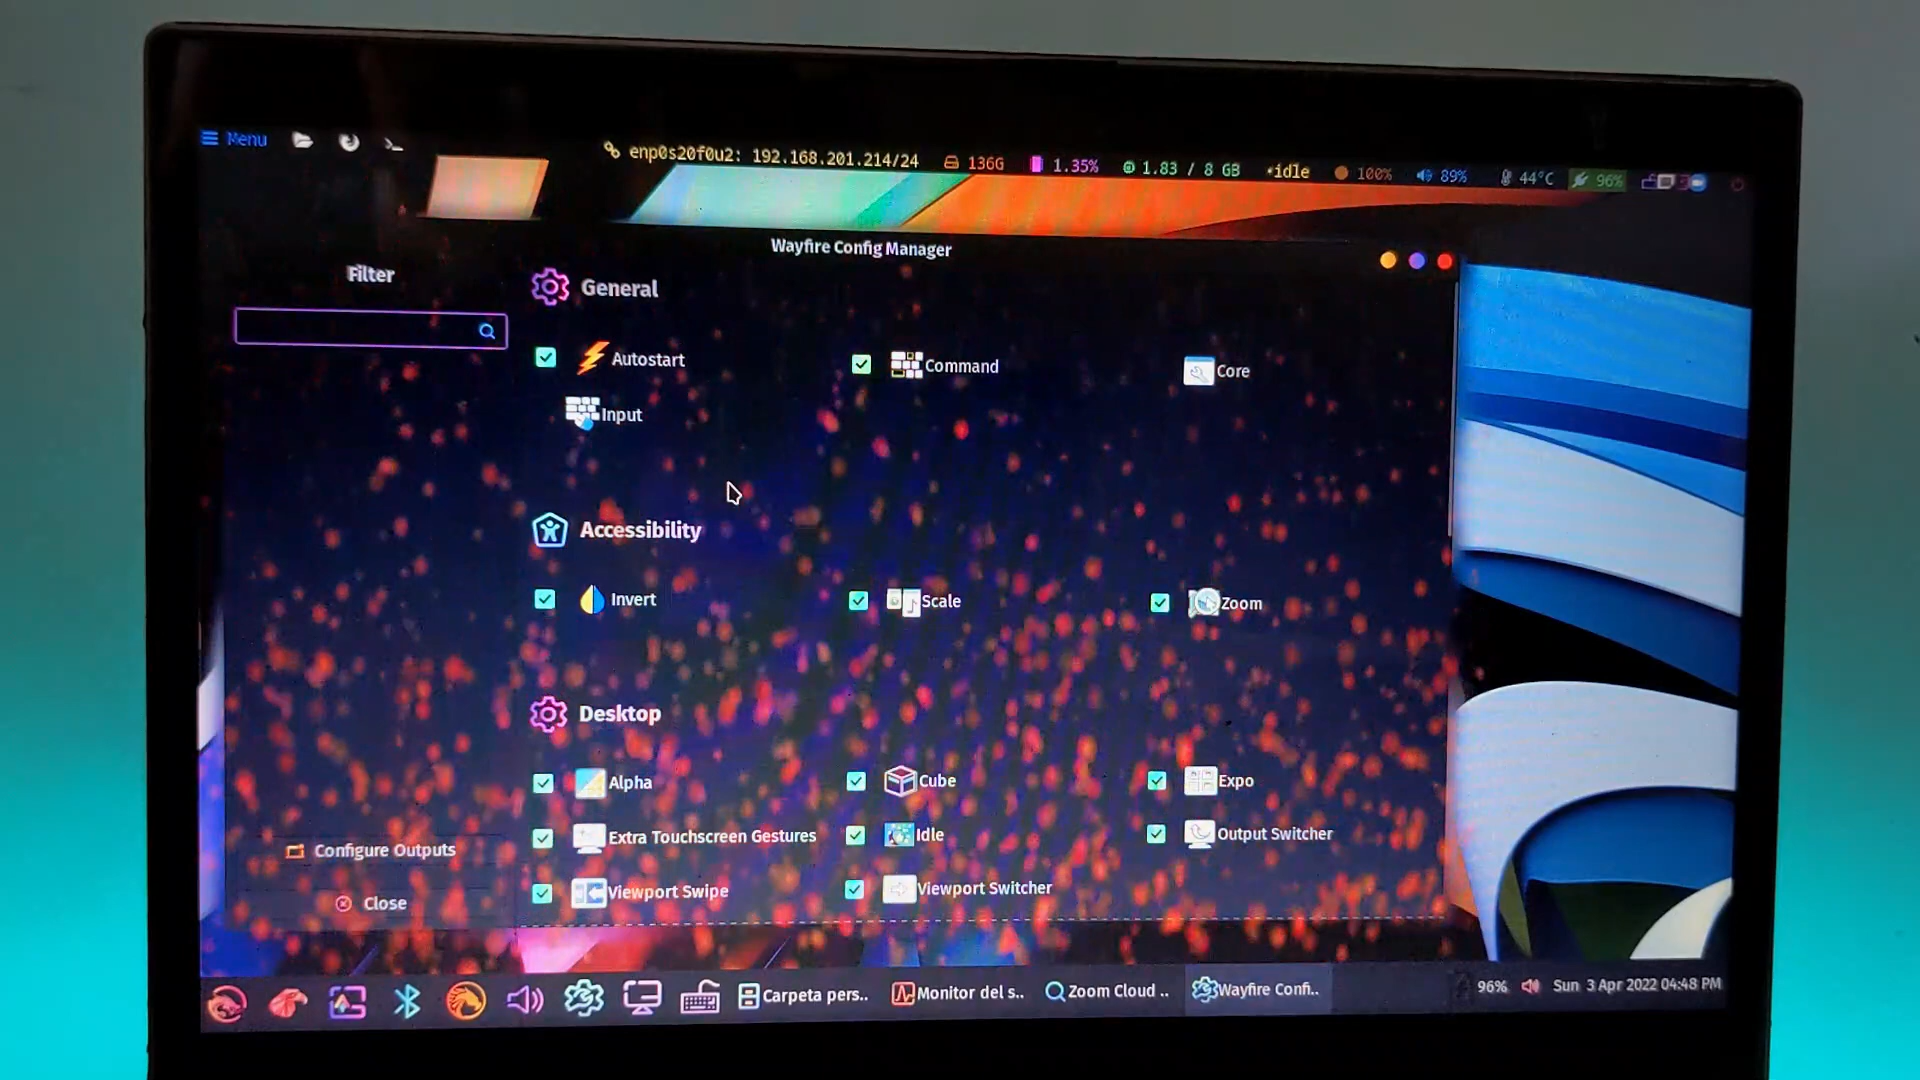 Menu
enp0s20f0u2: 192.168.201.214/24 136G 1.35% 1.83 / 8 GB idle 100% 89% 44°C 96%
Wayfire Config Manager
Filter
General
Autostart Command Core
Input
Accessibility
Invert Scale Zoom
Desktop
Alpha Cube Expo
Extra Touchscreen Gestures Idle Output Switcher
Viewport Swipe Viewport Switcher
Configure Outputs
Close
Carpeta pers.. Monitor del s.. Zoom Cloud .. Wayfire Confi.. 96% Sun 3 Apr 2022 04:48 PM